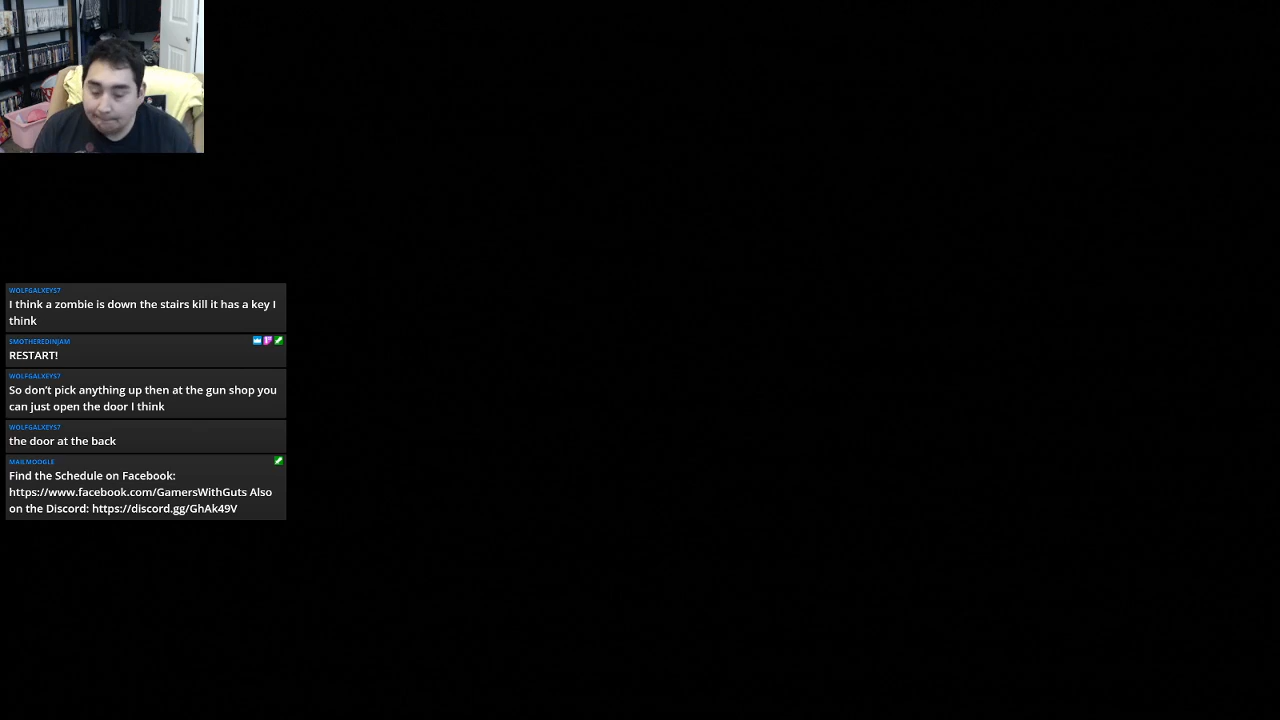 WOLFGALXEYS7
I think a zombie is down the stairs kill it has a key I
think
SMOTHEREDINJAM
RESTART!
WOLFGALXEYS7
So don't pick anything up then at the gun shop you
can just open the door I think
WOLFGALXEYS7
the door at the back
MAILMOOGLE
Find the Schedule on Facebook:
https://www.facebook.com/GamersWithGuts Also
on the Discord: https://discord.gg/GhAk49V